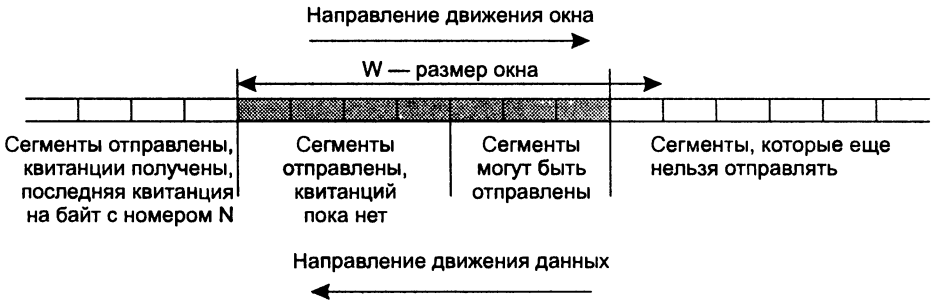 Направление движения окна
W — размер окна
Сегменты отправлены,
квитанции получены,
последняя квитанция
на байт с номером N
Сегменты
отправлены,
квитанций
пока нет
Сегменты
могут быть
отправлены
Сегменты, которые еще
нельзя отправлять
Направление движения данных